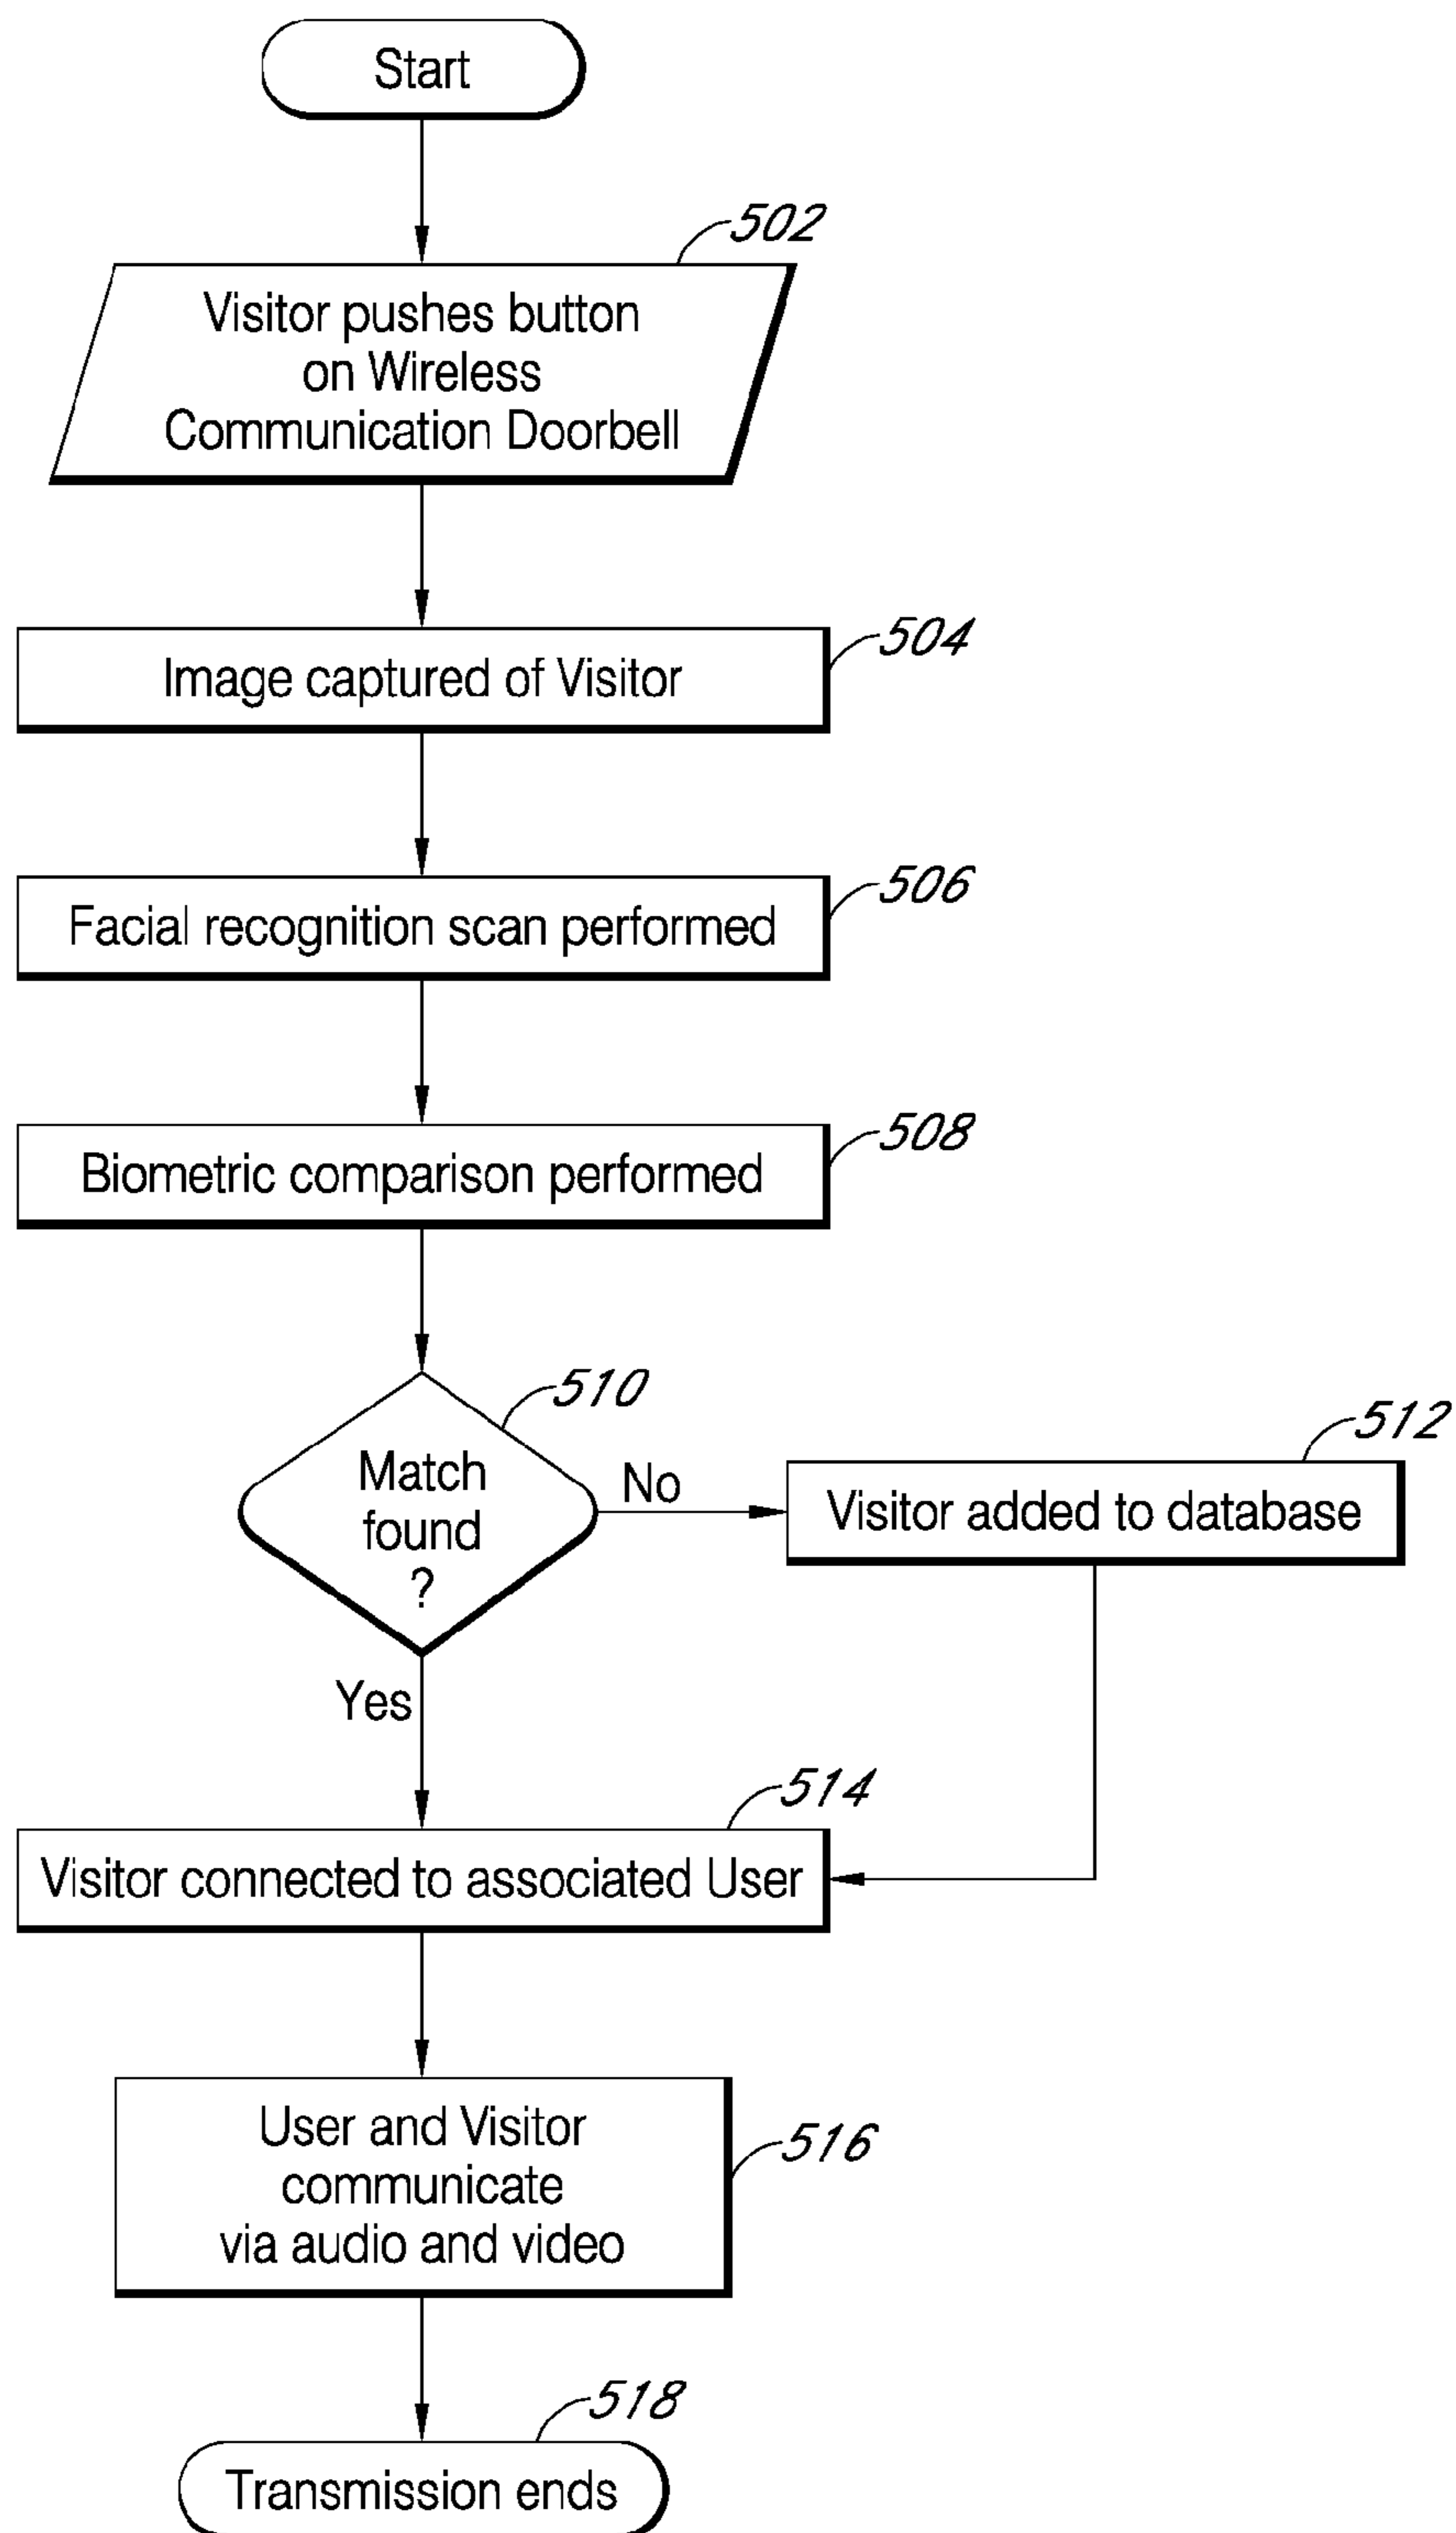 Start
502
Visitor pushes button
on Wireless
Communication Doorbell
504
Image captured of Visitor
506
Facial recognition scan performed
508
Biometric comparison performed
510
Match
found
?
No
512
Visitor added to database
Yes
514
Visitor connected to associated User
516
User and Visitor
communicate
via audio and video
518
Transmission ends